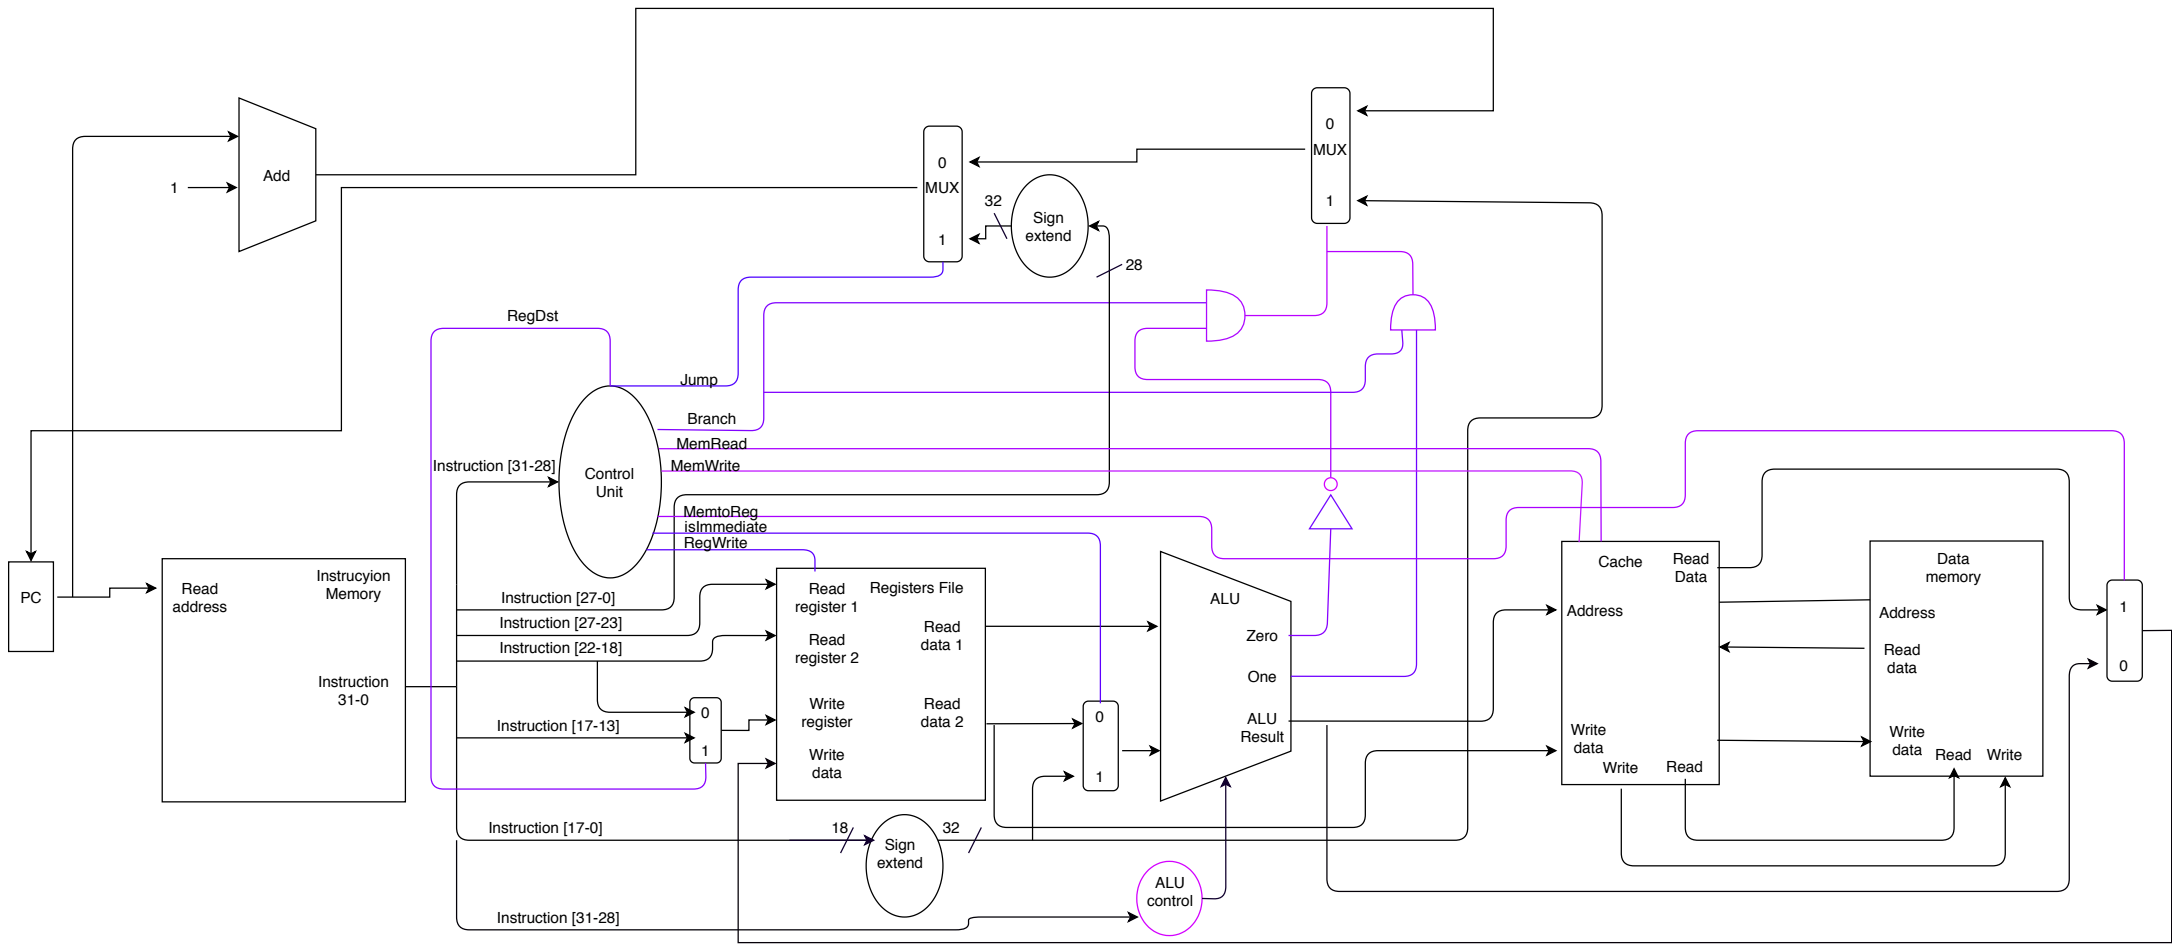 0
MUX
1
0
MUX
1
Add
1
32
Sign
extend
28
RegDst
Jump
Branch
MemRead
MemWrite
Instruction [31-28]
Control
Unit
MemtoReg
isImmediate
RegWrite
PC
Read
address
Instrucyion
Memory
Instruction
31-0
Instruction [27-0]
Instruction [27-23]
Instruction [22-18]
Instruction [17-13]
0
1
Read
register 1
Registers File
Read
register 2
Read
data 1
Write
register
Read
data 2
Write
data
0
1
ALU
Zero
One
ALU
Result
Cache
Read
Data
Address
Write
data
Write
Read
Data
memory
Address
Read
data
Write
data
Read
Write
1
0
Instruction [17-0]
18
Sign
extend
32
ALU
control
Instruction [31-28]